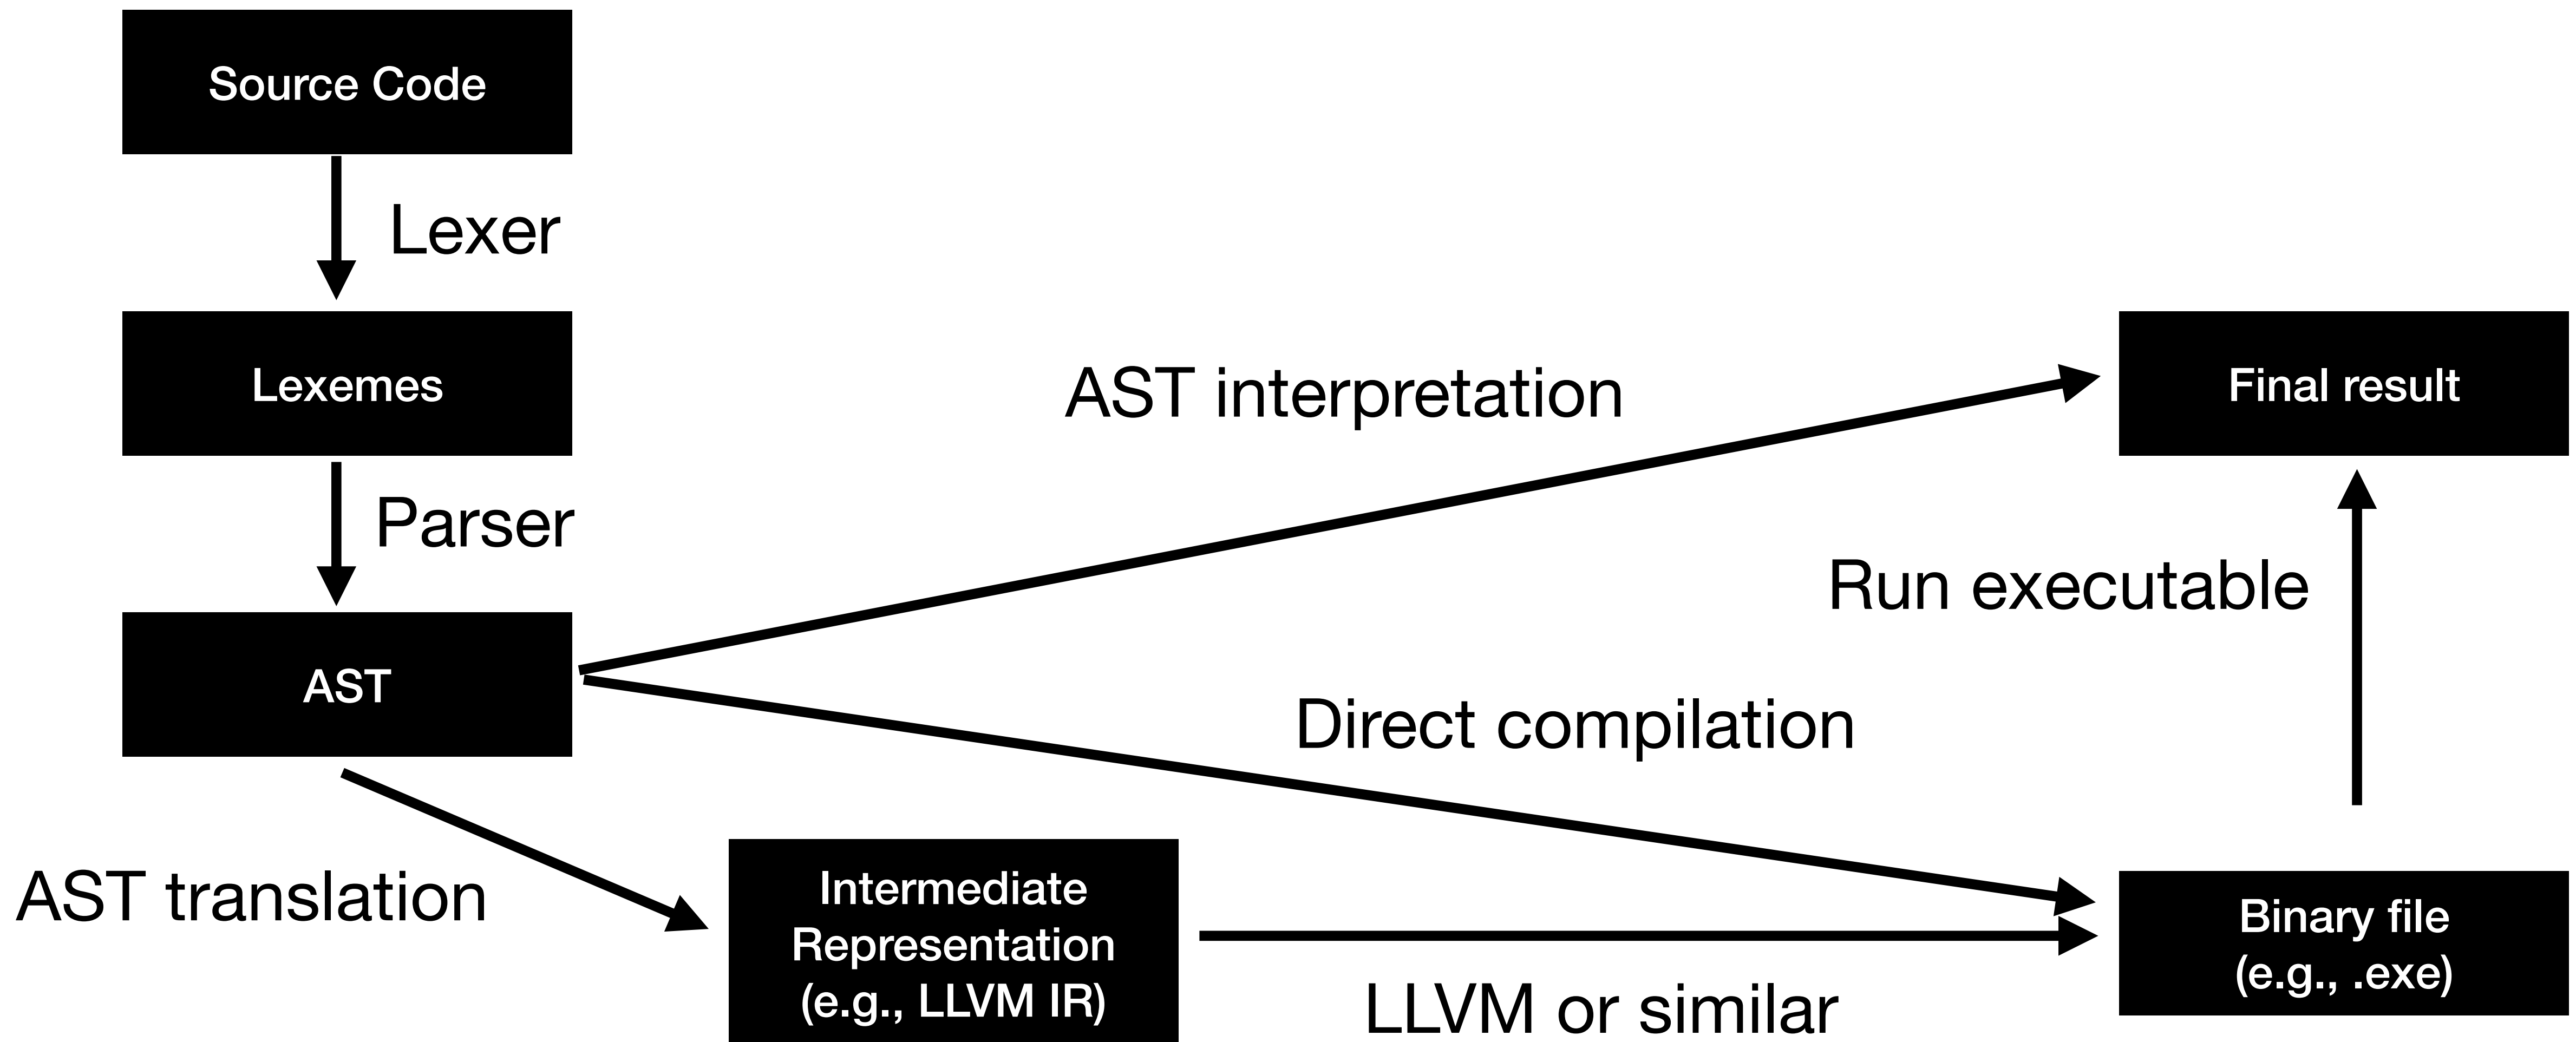 Source Code
Lexer
Lexemes
AST interpretation
Final result
Parser
Run executable
AST
Direct compilation
AST translation
Intermediate
Representation
(e.g., LLVM IR)
Binary file
(e.g., .exe)
LLVM or similar